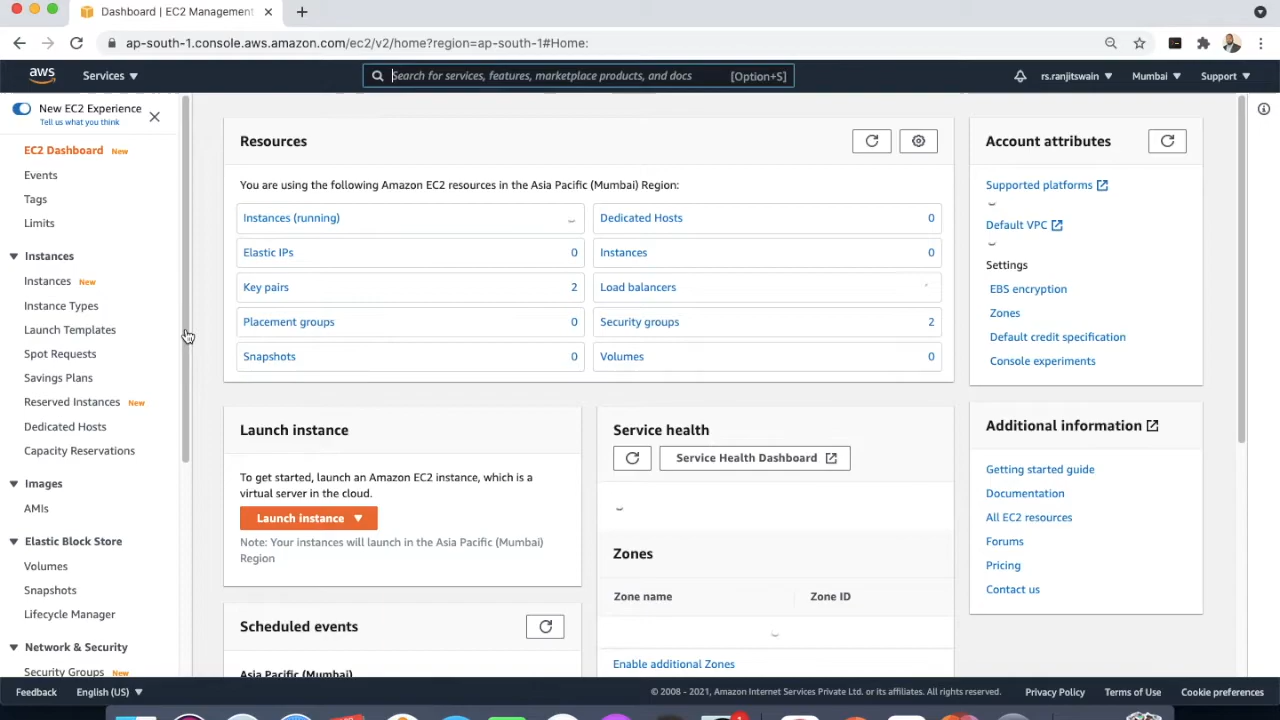 Dashboard | EC2 Management
ap-south-1.console.aws.amazon.com/ec2/v2/home?region=ap-south-1#Home:
aws
Services
Search for services, features, marketplace products, and docs
[Option+S]
rs.ranjitswain
Mumbai
Support
New EC2 Experience
Tell us what you think
EC2 Dashboard New
Events
Tags
Limits
Instances
Instances New
Instance Types
Launch Templates
Spot Requests
Savings Plans
Reserved Instances New
Dedicated Hosts
Capacity Reservations
Images
AMIs
Elastic Block Store
Volumes
Snapshots
Lifecycle Manager
Network & Security
Security Groups New
Resources
You are using the following Amazon EC2 resources in the Asia Pacific (Mumbai) Region:
Instances (running)
Dedicated Hosts 0
Elastic IPs 0
Instances 0
Key pairs 2
Load balancers
Placement groups 0
Security groups 2
Snapshots 0
Volumes 0
Launch instance
To get started, launch an Amazon EC2 instance, which is a
virtual server in the cloud.
Launch instance
Note: Your instances will launch in the Asia Pacific (Mumbai)
Region
Scheduled events
Asia Pacific (Mumbai)
Service health
Service Health Dashboard
Zones
Zone name Zone ID
Enable additional Zones
Account attributes
Supported platforms
Default VPC
Settings
EBS encryption
Zones
Default credit specification
Console experiments
Additional information
Getting started guide
Documentation
All EC2 resources
Forums
Pricing
Contact us
Feedback
English (US)
© 2008 - 2021, Amazon Internet Services Private Ltd. or its affiliates. All rights reserved.
Privacy Policy
Terms of Use
Cookie preferences